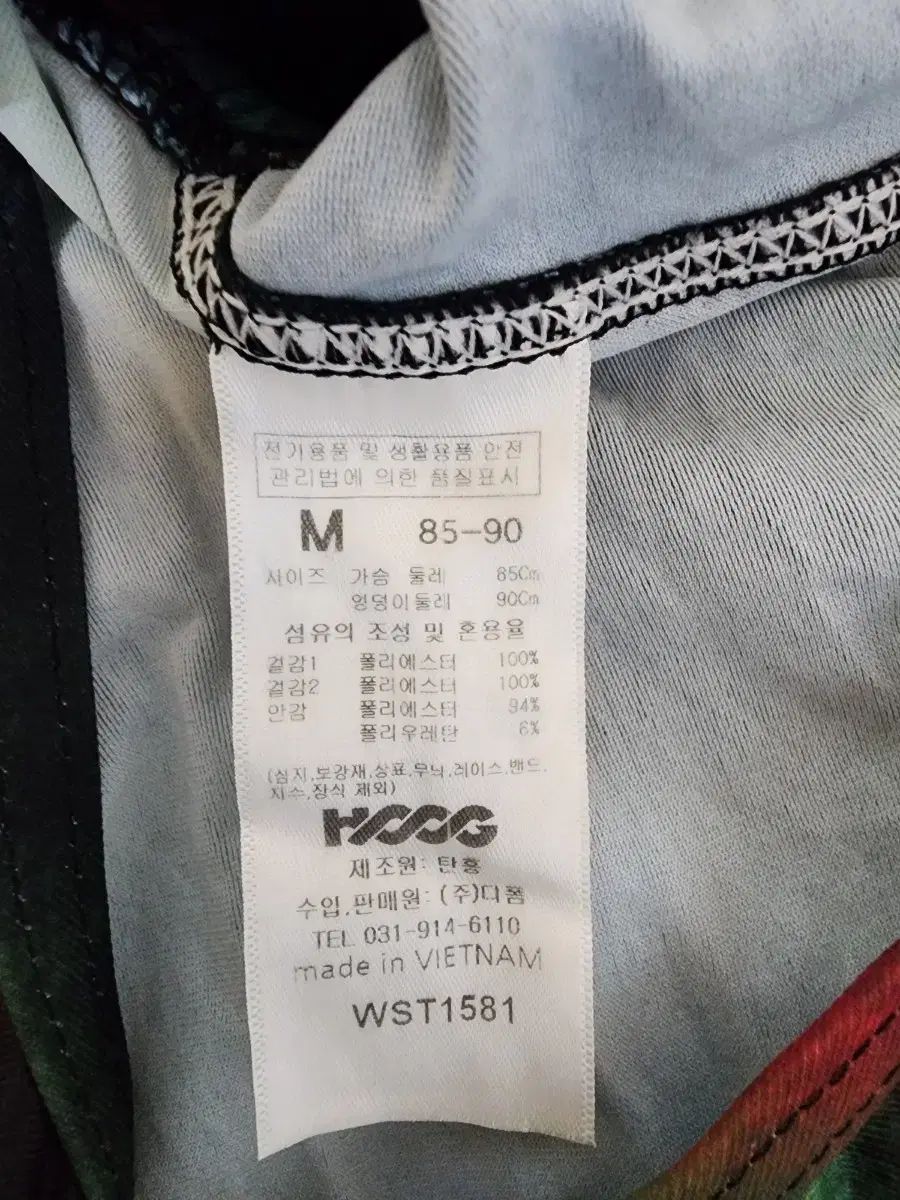 전기용품 및 생활용품 안전
관리법에 의한 품질표시
M 85-90
사이즈 가슴 둘레 85Cm
엉덩이둘레 90Cm
섬유의 조성 및 혼용율
겉감1 폴리에스터 100%
겉감2 폴리에스터 100%
안감 폴리에스터 94%
폴리우레탄 6%
(심지,보강재,상표,무늬,레이스,밴드,
자수,장식 제외)
HOOG
제조원: 탄흥
수입,판매원: (주)디폼
TEL 031-914-6110
made in VIETNAM
WST1581